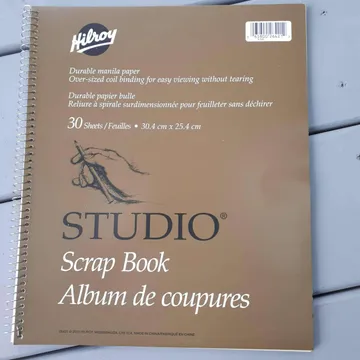 Hilroy
Durable manila paper
Over-sized coil binding for easy viewing without tearing
Durable papier bulle
Reliure à spirale surdimensionnée pour feuilleter sans déchirer
30 Sheets / Feuilles • 30.4 cm x 25.4 cm
STUDIO®
Scrap Book
Album de coupures